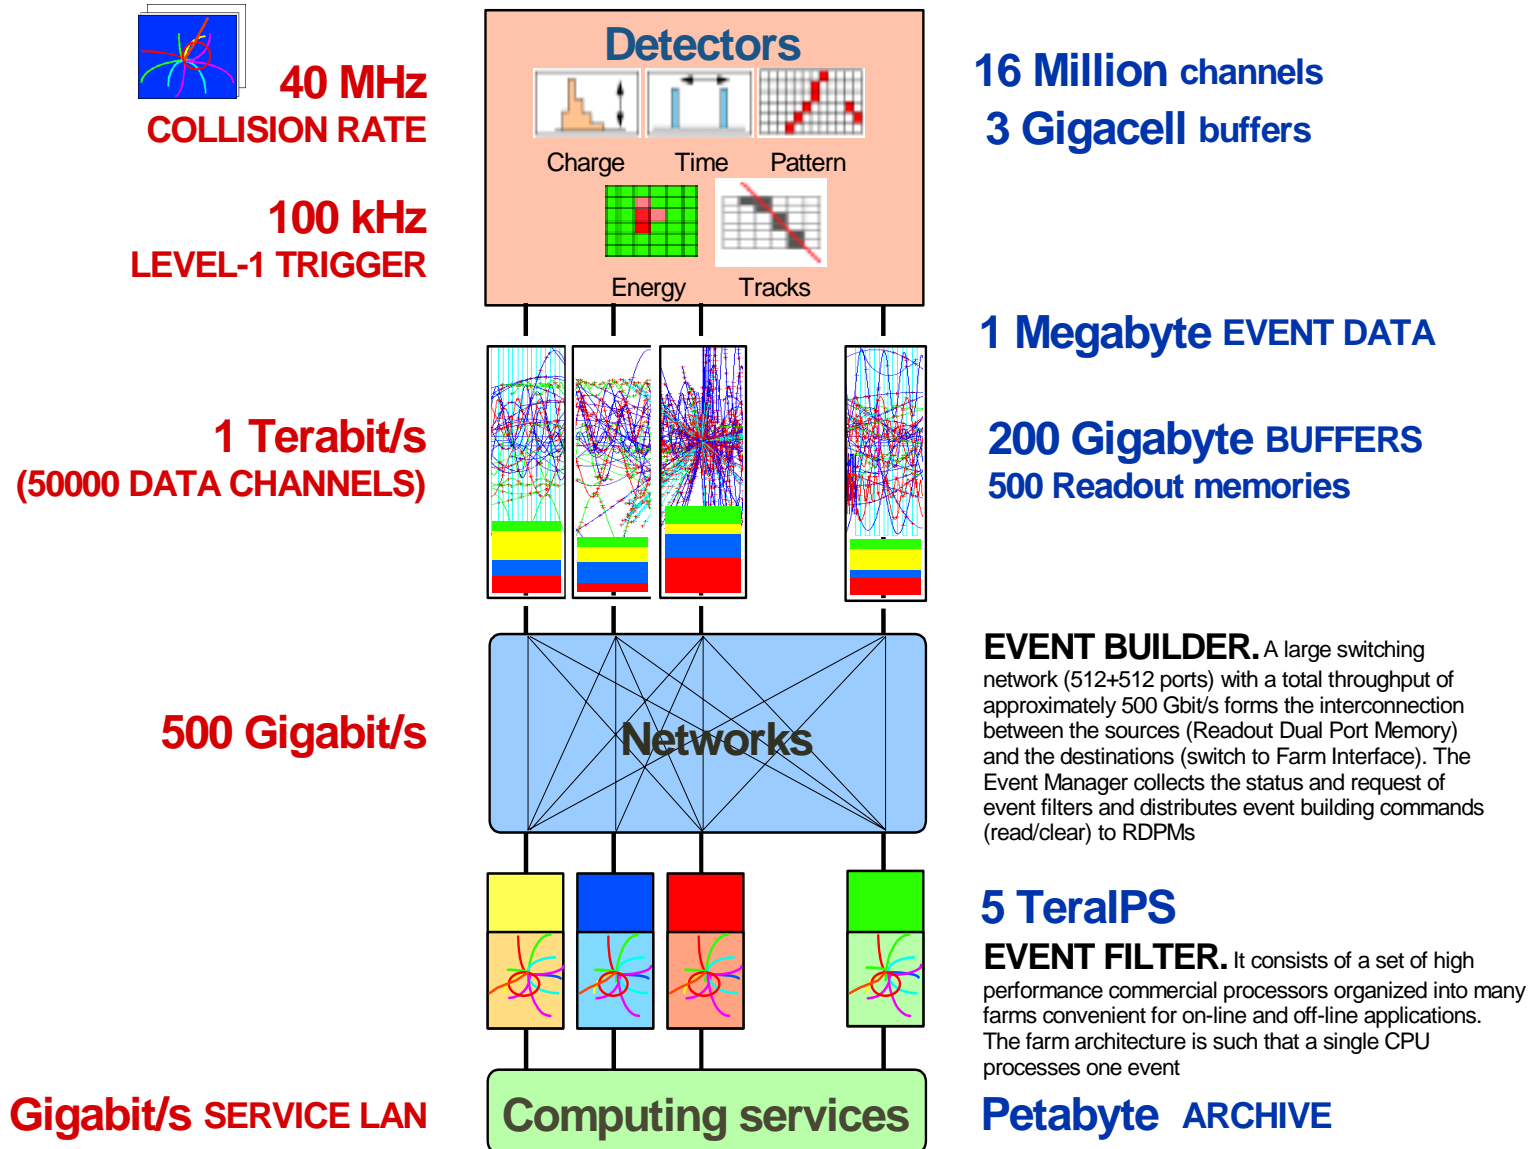 Detectors
40 MHz
COLLISION RATE
16 Million channels
3 Gigacell buffers
Charge Time Pattern
100 kHz
LEVEL-1 TRIGGER
Energy Tracks
1 Megabyte EVENT DATA
1 Terabit/s
(50000 DATA CHANNELS)
200 Gigabyte BUFFERS
500 Readout memories
500 Gigabit/s
Networks
EVENT BUILDER. A large switching
network (512+512 ports) with a total throughput of
approximately 500 Gbit/s forms the interconnection
between the sources (Readout Dual Port Memory)
and the destinations (switch to Farm Interface). The
Event Manager collects the status and request of
event filters and distributes event building commands
(read/clear) to RDPMs
5 TeraIPS
EVENT FILTER. It consists of a set of high
performance commercial processors organized into many
farms convenient for on-line and off-line applications.
The farm architecture is such that a single CPU
processes one event
Gigabit/s SERVICE LAN
Computing services
Petabyte ARCHIVE